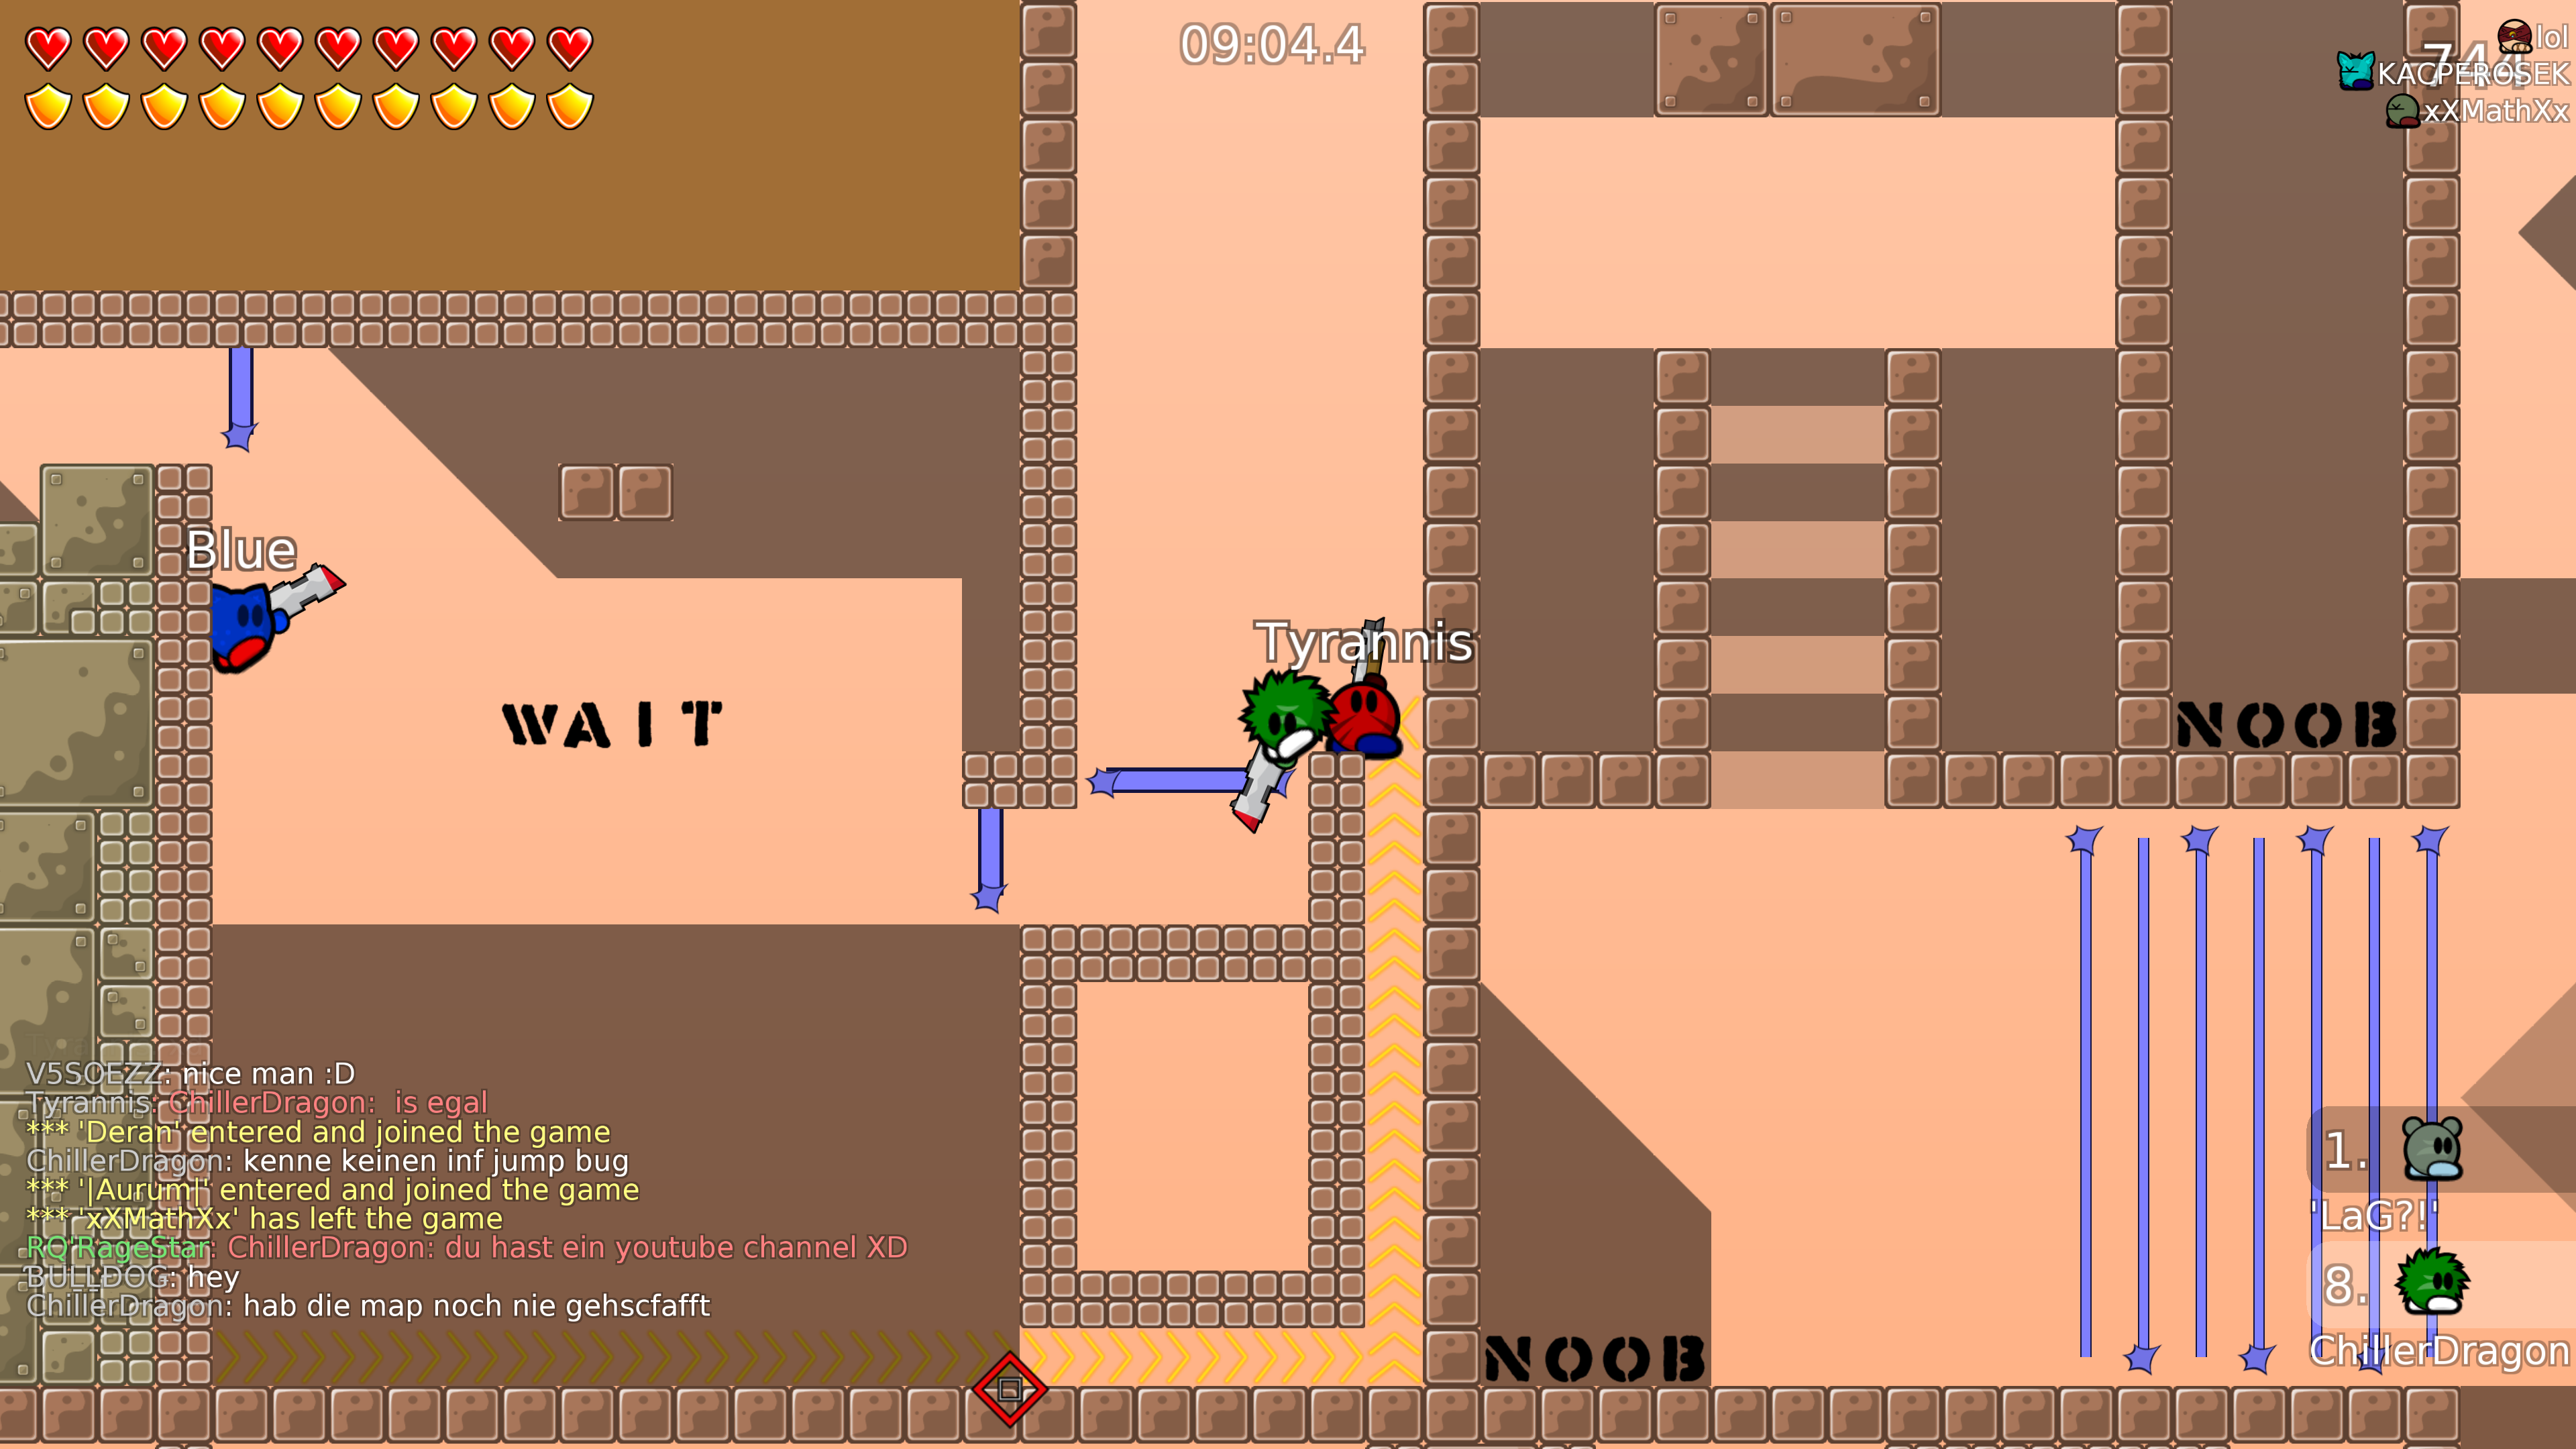 09:04.4
lol
KACPEROSEK
xXMathXx
Blue
Tyrannis
WAIT
NOOB
V5SOEZZ: nice man :D
Tyrannis: ChillerDragon: is egal
*** 'Deran' entered and joined the game
ChillerDragon: kenne keinen inf jump bug
*** '|Aurum|' entered and joined the game
*** 'xXMathXx' has left the game
RQ'RageStar: ChillerDragon: du hast ein youtube channel XD
BULLDOG: hey
ChillerDragon: hab die map noch nie gehscfafft
NOOB
1.
'LaG?!'
8.
ChillerDragon